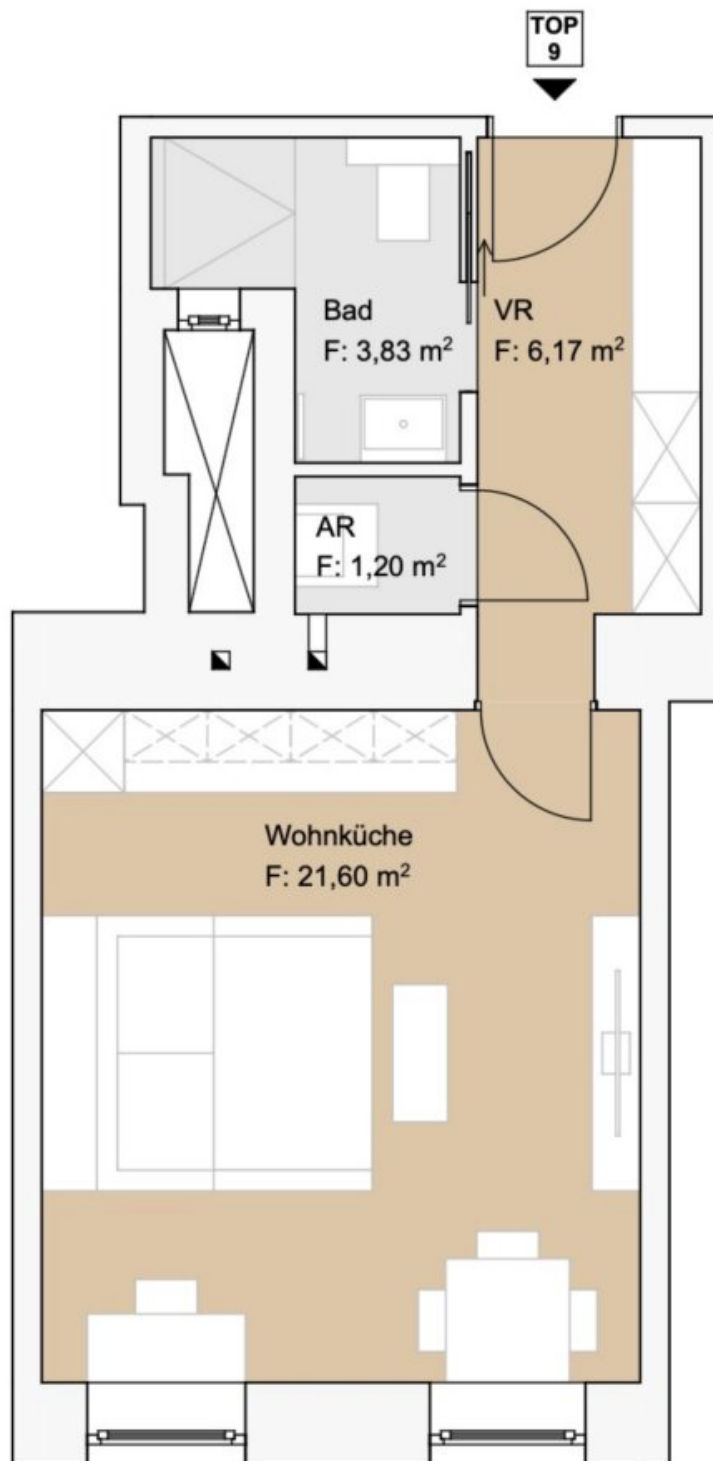 TOP
9
Bad
F: 3,83 m²
VR
F: 6,17 m²
AR
F: 1,20 m²
Wohnküche
F: 21,60 m²